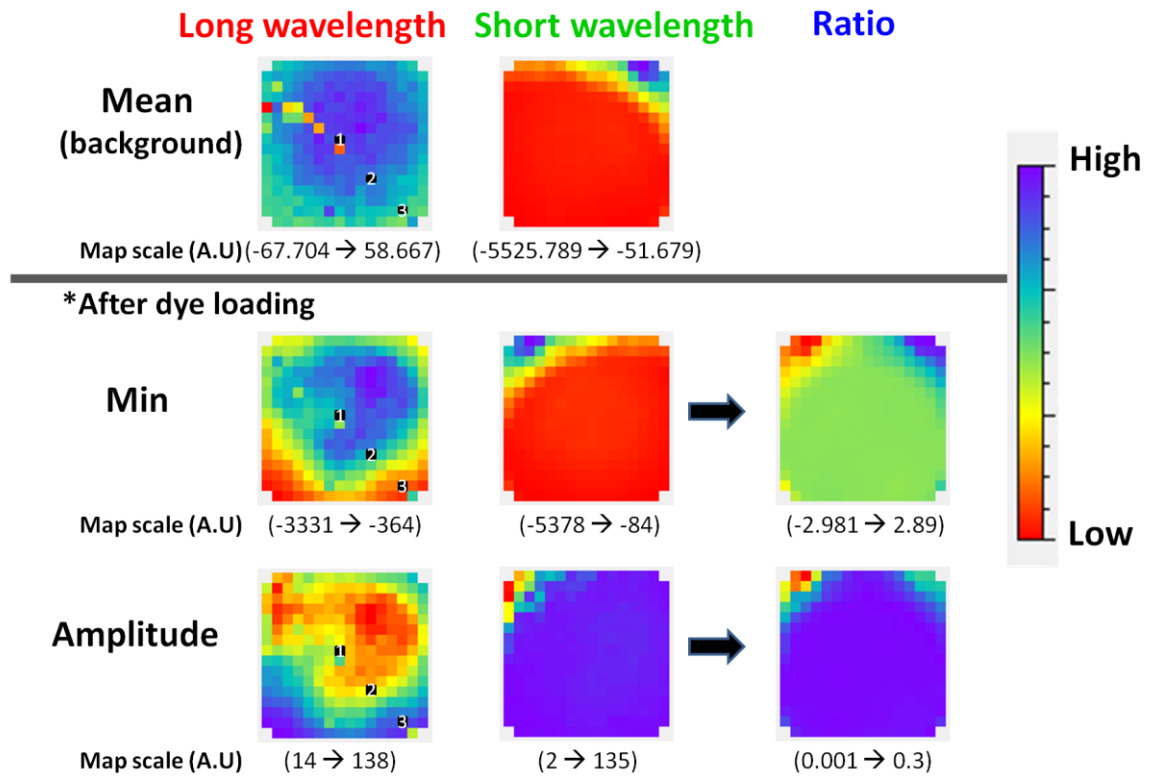 Long wavelength Short wavelength Ratio
Mean
(background)
1
2
3
Map scale (A.U) (-67.704 → 58.667) (-5525.789 → -51.679)
High
Low
*After dye loading
Min
1
2
3
Map scale (A.U) (-3331 → -364) (-5378 → -84) (-2.981 → 2.89)
Amplitude
1
2
3
Map scale (A.U) (14 → 138) (2 → 135) (0.001 → 0.3)